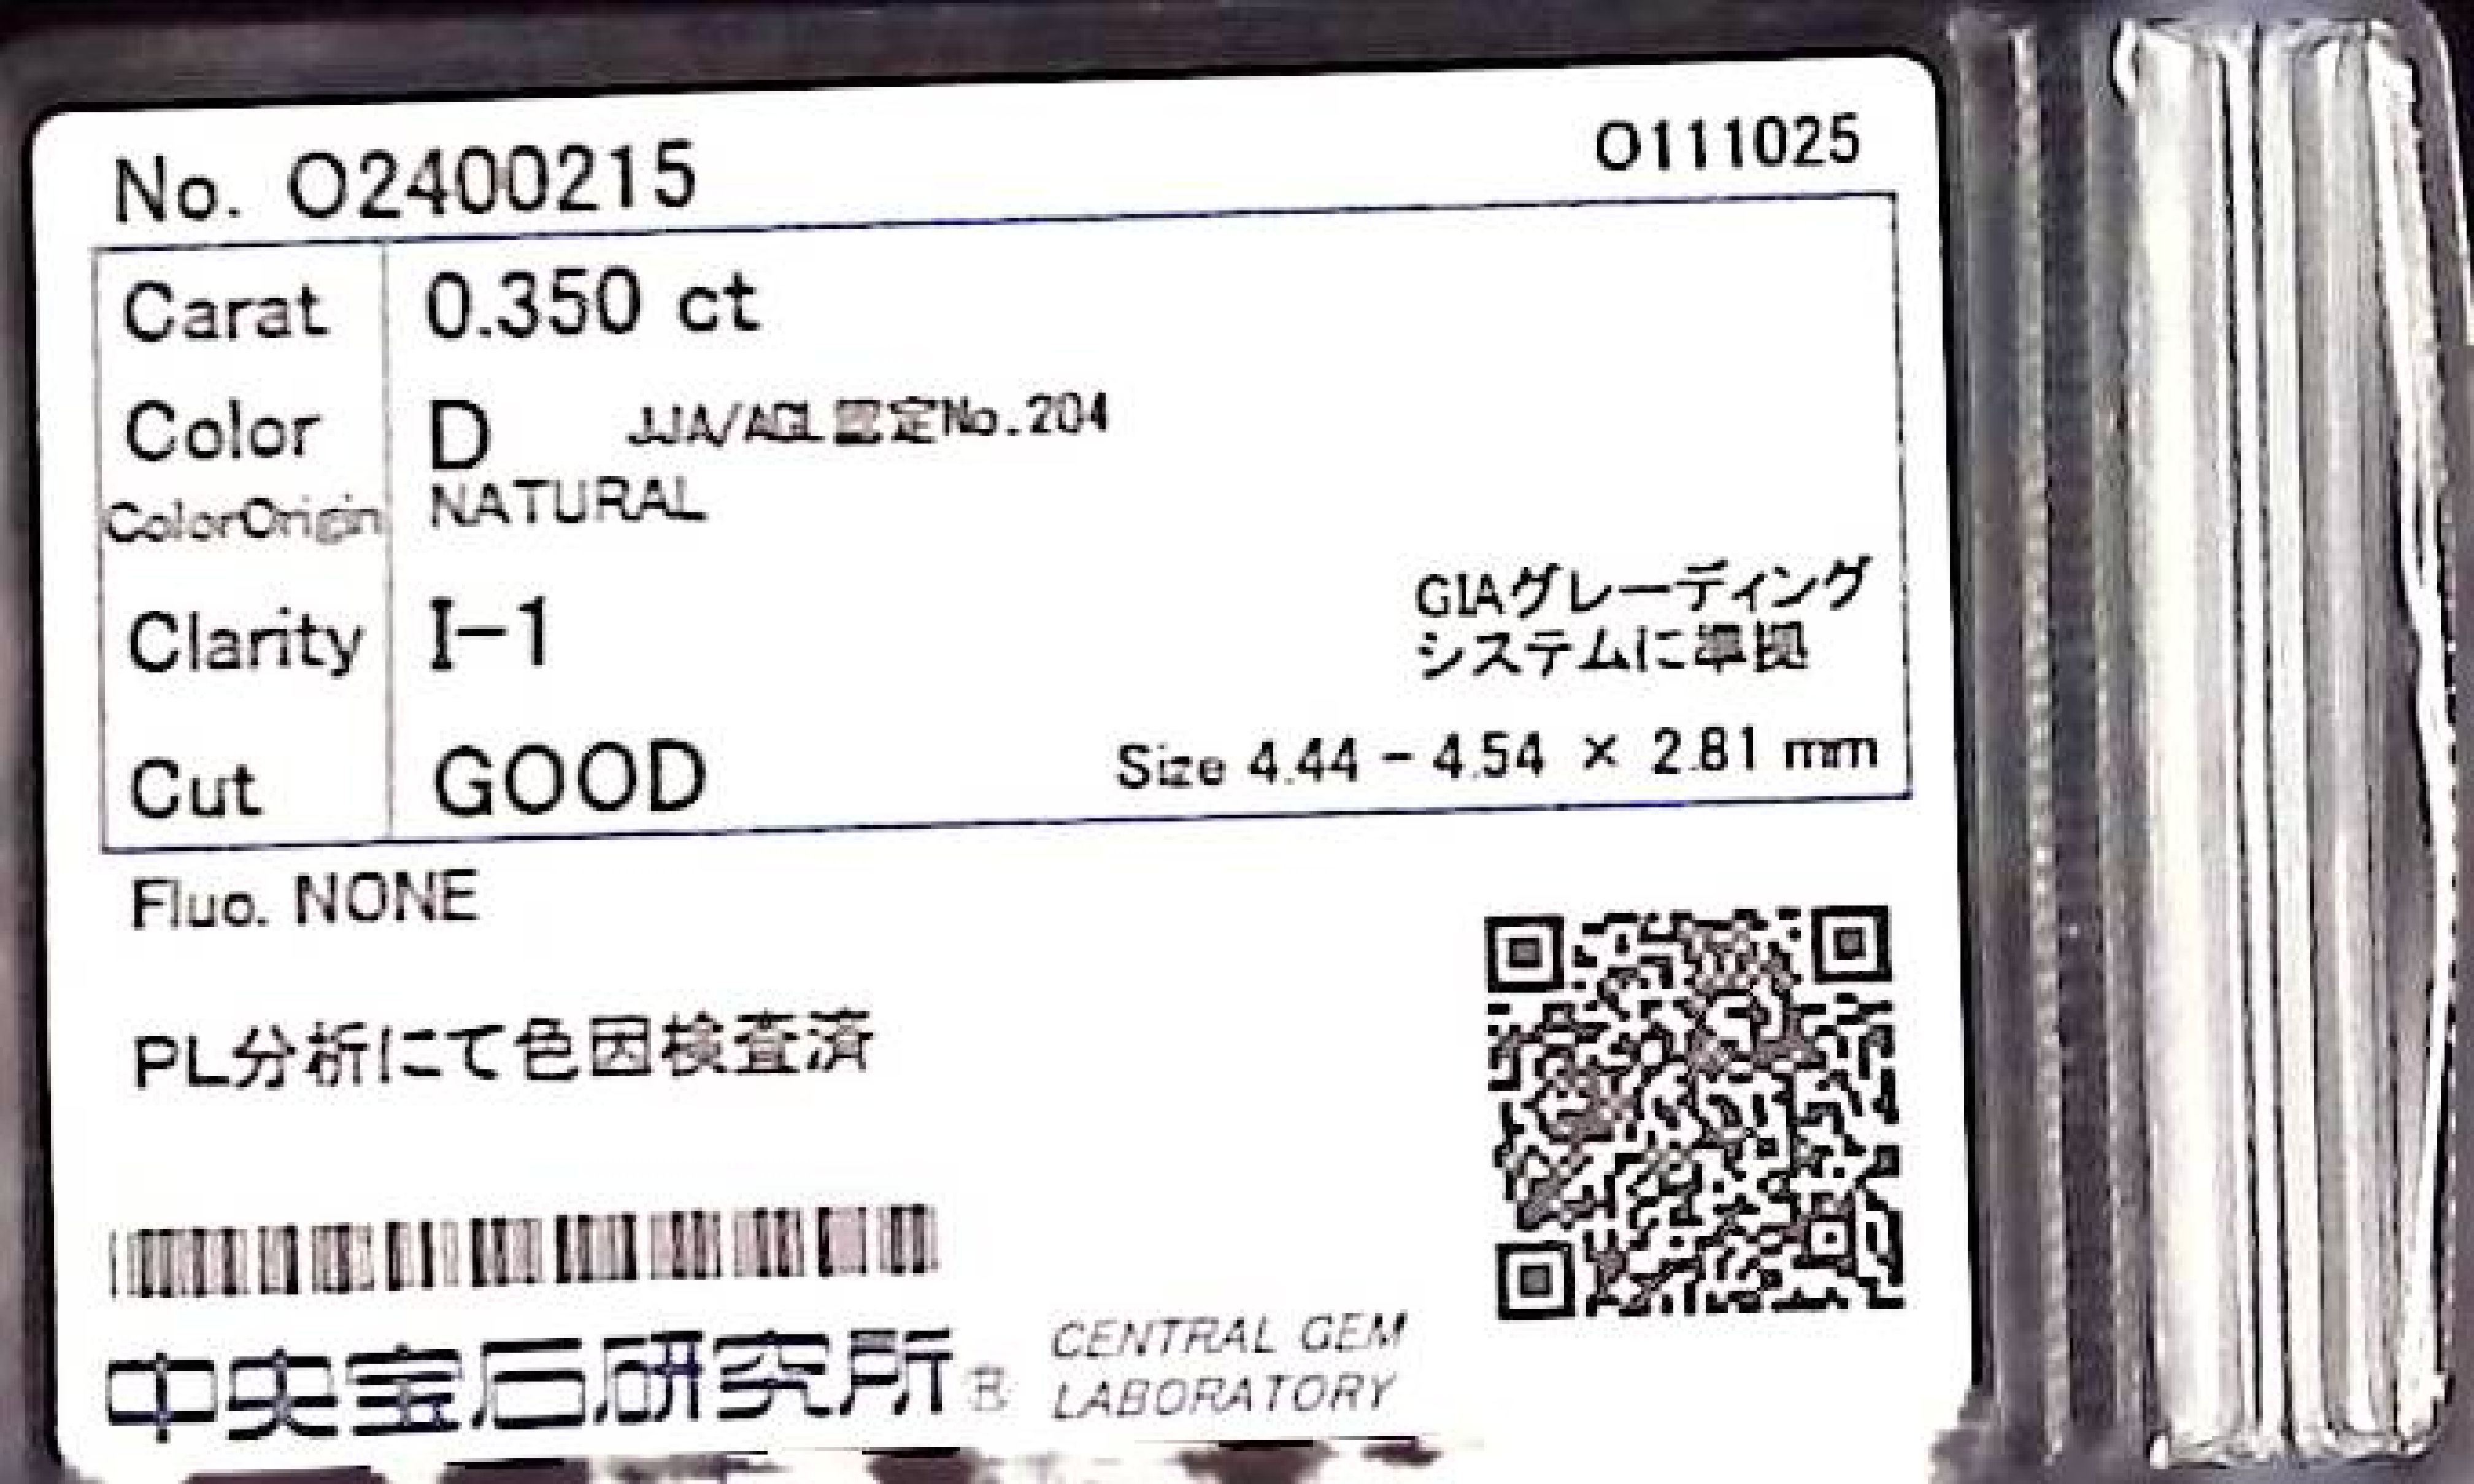 No. O2400215
O111025
Carat 0.350 ct
Color D JJA/AGL認定No.204
ColorOrigin NATURAL
Clarity I-1
GIAグレーディング
システムに準拠
Cut GOOD
Size 4.44 - 4.54 × 2.81 mm
Fluo. NONE
PL分析にて色因検査済
中央宝石研究所® CENTRAL GEM
LABORATORY